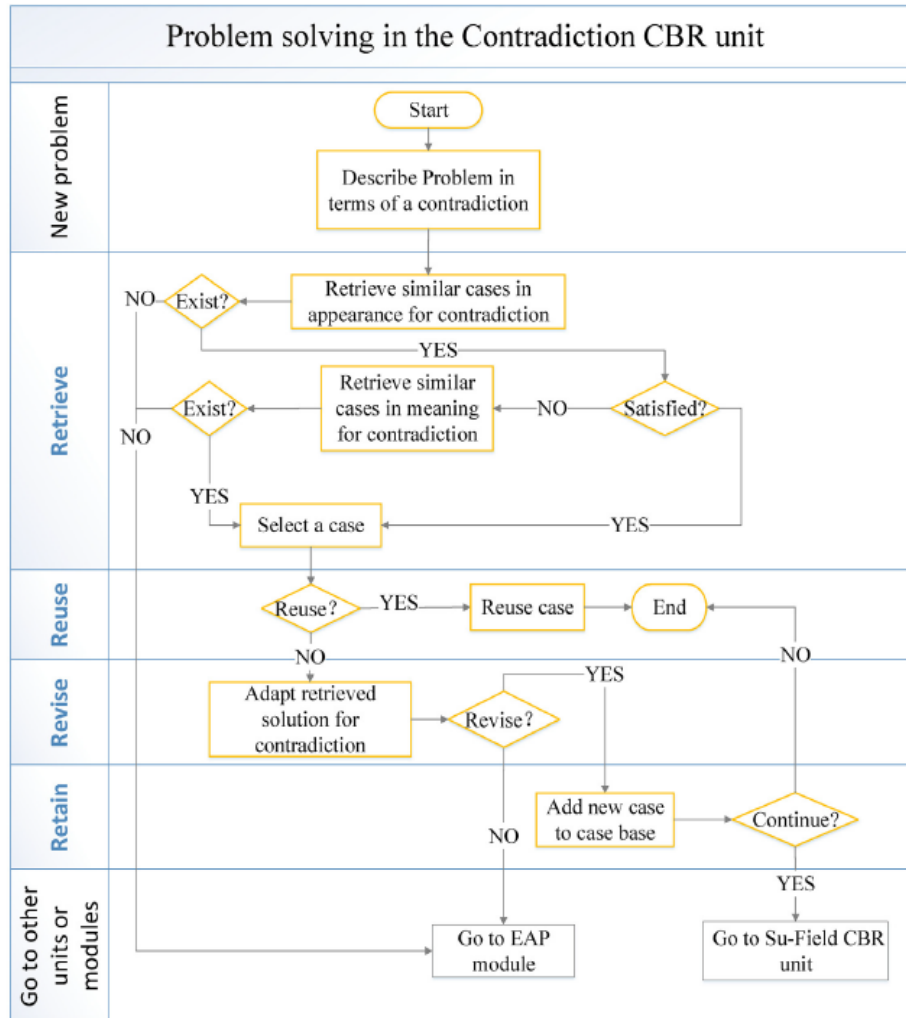 Problem solving in the Contradiction CBR unit
New problem
Start
Describe Problem in
terms of a contradiction
Retrieve
NO
Exist?
Retrieve similar cases in
appearance for contradiction
YES
NO
Exist?
Retrieve similar
cases in meaning
for contradiction
NO
Satisfied?
YES
Select a case
YES
Reuse
Reuse?
YES
Reuse case
End
NO
NO
Revise
Adapt retrieved
solution for
contradiction
Revise?
YES
Retain
NO
Add new case
to case base
Continue?
YES
Go to other
units or
modules
Go to EAP
module
Go to Su-Field CBR
unit